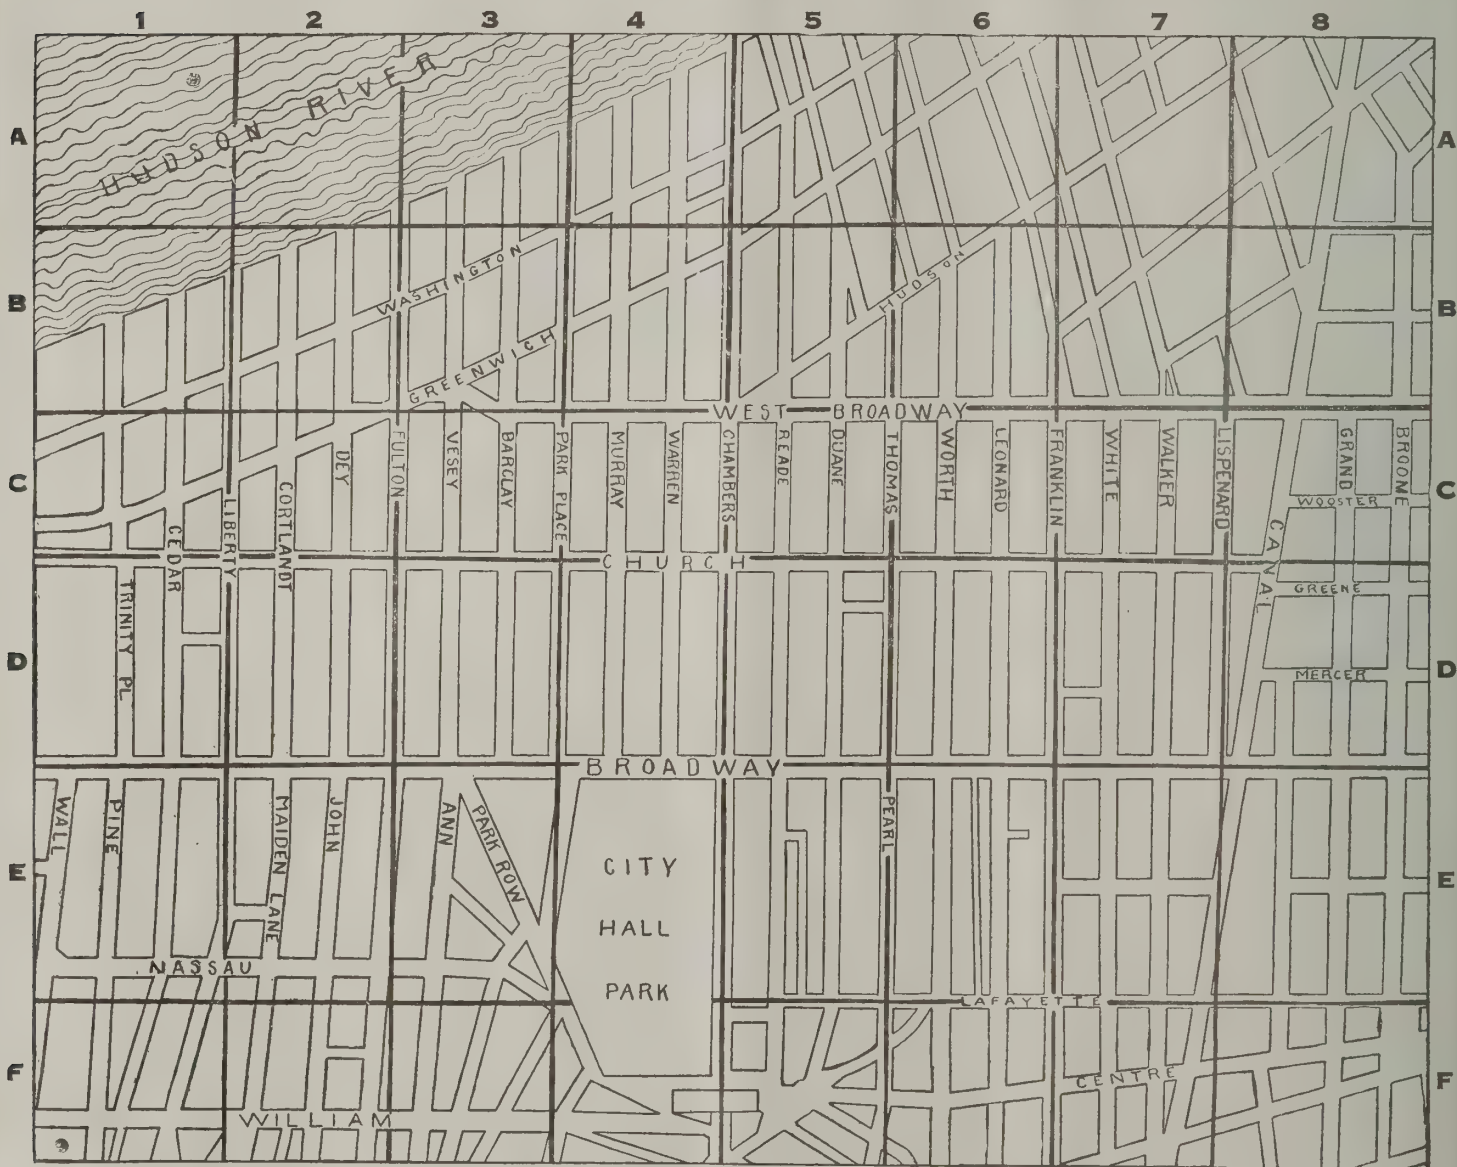 1 2 3 4 5 6 7 8
A A
HUDSON RIVER
B B
WASHINGTON
HUDSON
GREENWICH
WEST BROADWAY
C C
DEY
FULTON
VESEY
BARCLAY
PARK PLACE
MURRAY
WARREN
CHAMBERS
READE
DUANE
THOMAS
WORTH
LEONARD
FRANKLIN
WHITE
WALKER
LISPENARD
GRAND
BROOME
WOOSTER
CEDAR
LIBERTY
CORTLANDT
CANAL
CHURCH
GREENE
TRINITY PL
D D
MERCER
BROADWAY
WALL
PINE
MAIDEN LANE
JOHN
ANN
PARK ROW
PEARL
E E
CITY
HALL
PARK
NASSAU
LAFAYETTE
F F
CENTRE
WILLIAM